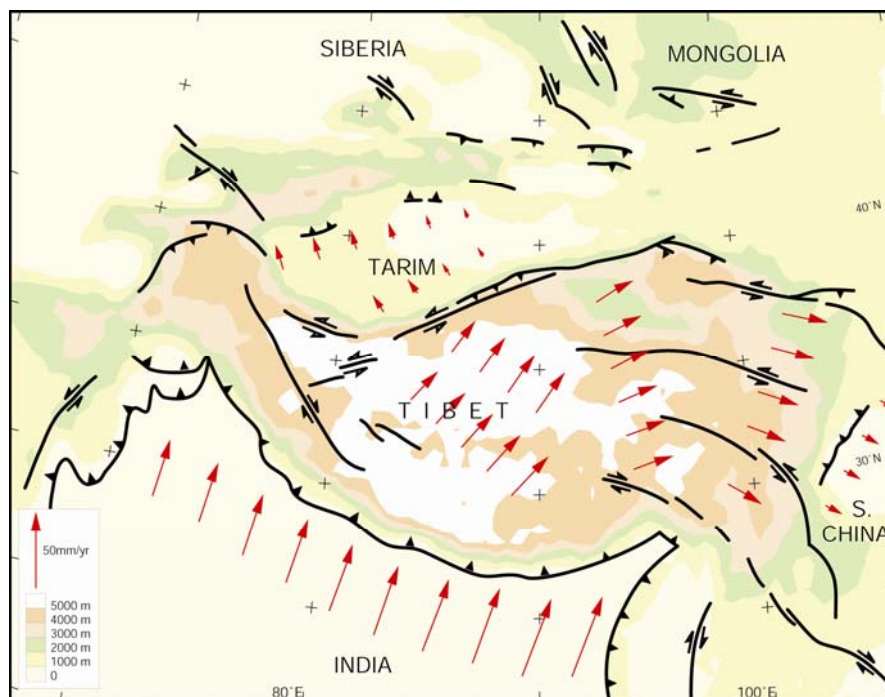 SIBERIA
MONGOLIA
40°N
TARIM
TIBET
30°N
S.
CHINA
50mm/yr
5000 m
4000 m
3000 m
2000 m
1000 m
0
INDIA
80°E
100°E